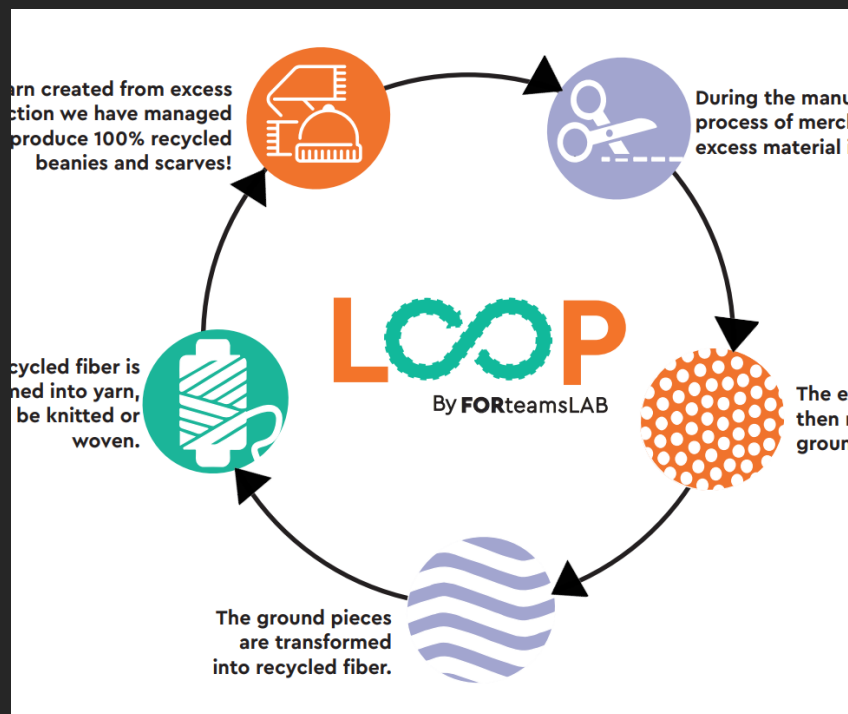 arn created from excess
ction we have managed
produce 100% recycled
beanies and scarves!
During the manu
process of merch
excess material i
LOOP
By FORteamsLAB
cycled fiber is
med into yarn,
be knitted or
woven.
The e
then r
groun
The ground pieces
are transformed
into recycled fiber.